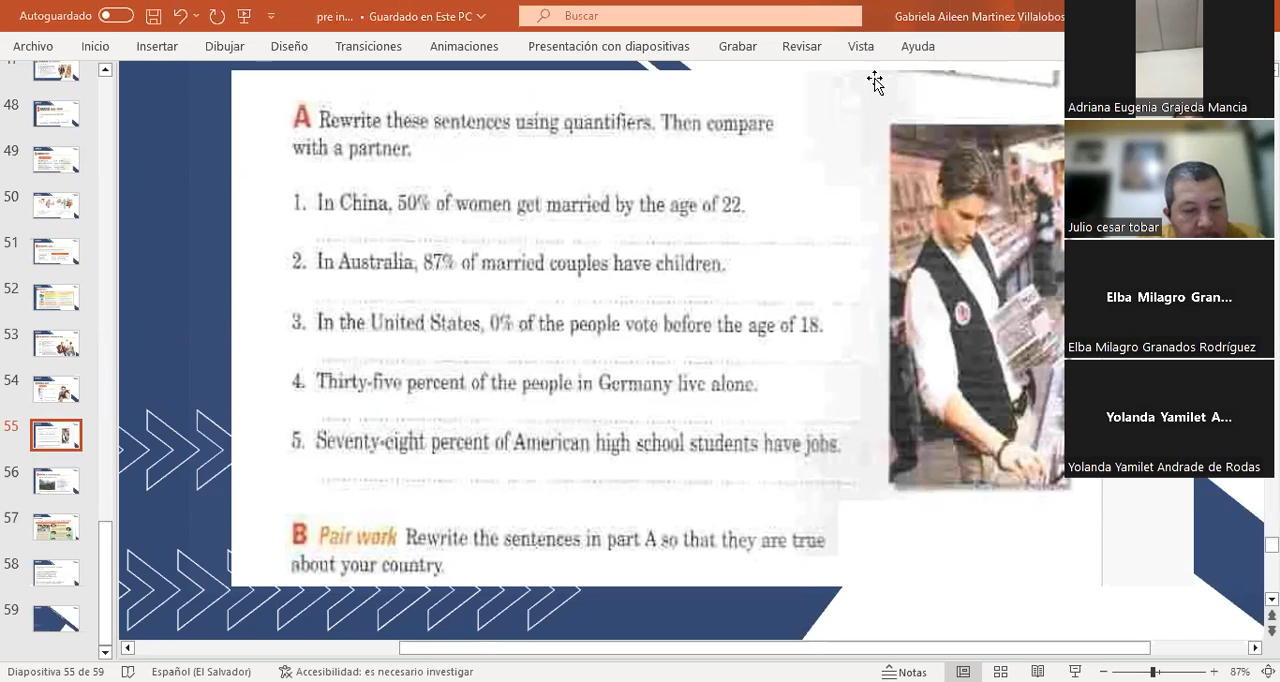 Autoguardado
pre in... • Guardado en Este PC
Buscar
Gabriela Aileen Martinez Villalobos
Archivo Inicio Insertar Dibujar Diseño Transiciones Animaciones Presentación con diapositivas Grabar Revisar Vista Ayuda
48
49
50
51
52
53
54
55
56
57
58
59
A Rewrite these sentences using quantifiers. Then compare
with a partner.
1. In China, 50% of women get married by the age of 22.
2. In Australia, 87% of married couples have children.
3. In the United States, 0% of the people vote before the age of 18.
4. Thirty-five percent of the people in Germany live alone.
5. Seventy-eight percent of American high school students have jobs.
B Pair work Rewrite the sentences in part A so that they are true
about your country.
Adriana Eugenia Grajeda Mancia
Julio cesar tobar
Elba Milagro Gran...
Elba Milagro Granados Rodríguez
Yolanda Yamilet A...
Yolanda Yamilet Andrade de Rodas
Diapositiva 55 de 59 Español (El Salvador) Accesibilidad: es necesario investigar Notas 87%